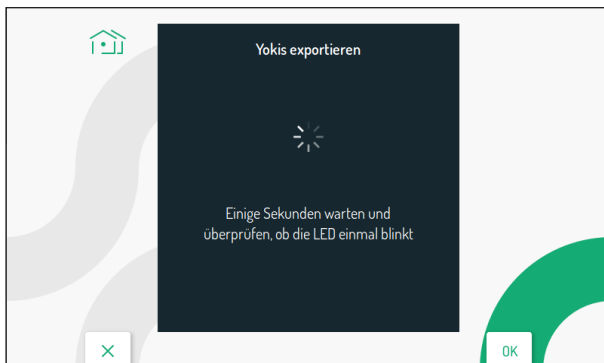 Yokis exportieren
Einige Sekunden warten und
überprüfen, ob die LED einmal blinkt
OK